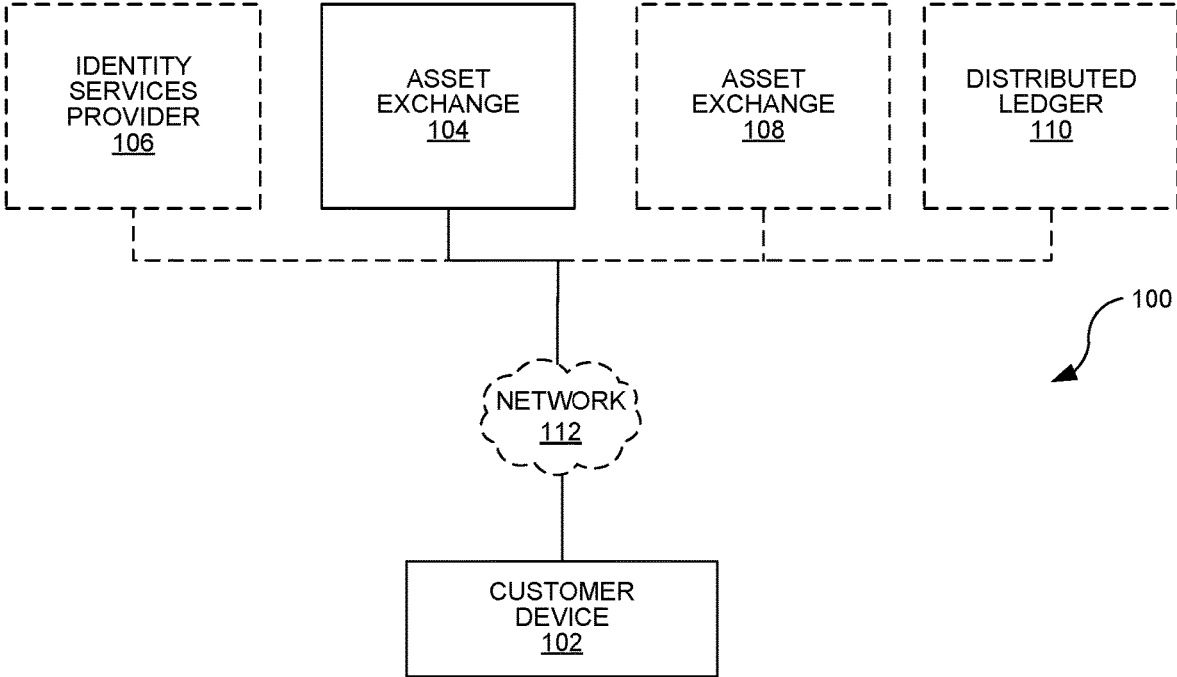 IDENTITY
SERVICES
PROVIDER
106
ASSET
EXCHANGE
104
ASSET
EXCHANGE
108
DISTRIBUTED
LEDGER
110
100
NETWORK
112
CUSTOMER
DEVICE
102